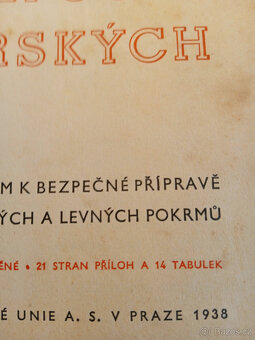 RSKÝCH
M K BEZPEČNÉ PŘÍPRAVĚ
ÝCH A LEVNÝCH POKRMŮ
ĚNÉ • 21 STRAN PŘÍLOH A 14 TABULEK
É UNIE A. S. V PRAZE 1938